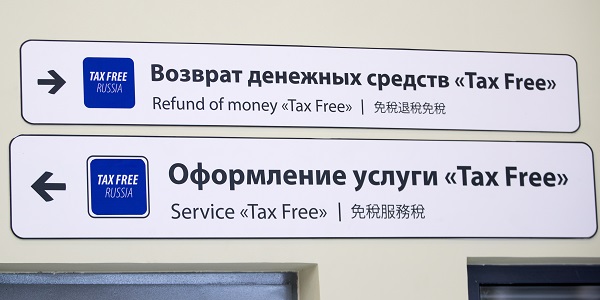 TAX FREE
RUSSIA
Возврат денежных средств «Tax Free»
Refund of money «Tax Free» | 免税退税免税
TAX FREE
RUSSIA
Оформление услуги «Tax Free»
Service «Tax Free» | 免税服務税